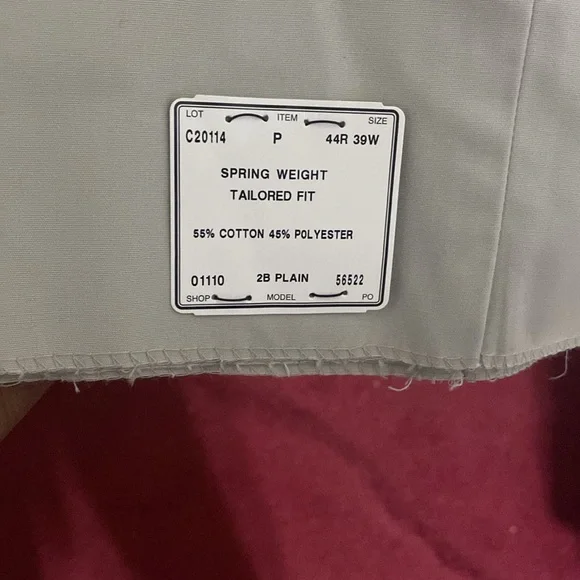 LOT ITEM SIZE
C20114 P 44R 39W
SPRING WEIGHT
TAILORED FIT
55% COTTON 45% POLYESTER
01110 2B PLAIN 56522
SHOP MODEL PO